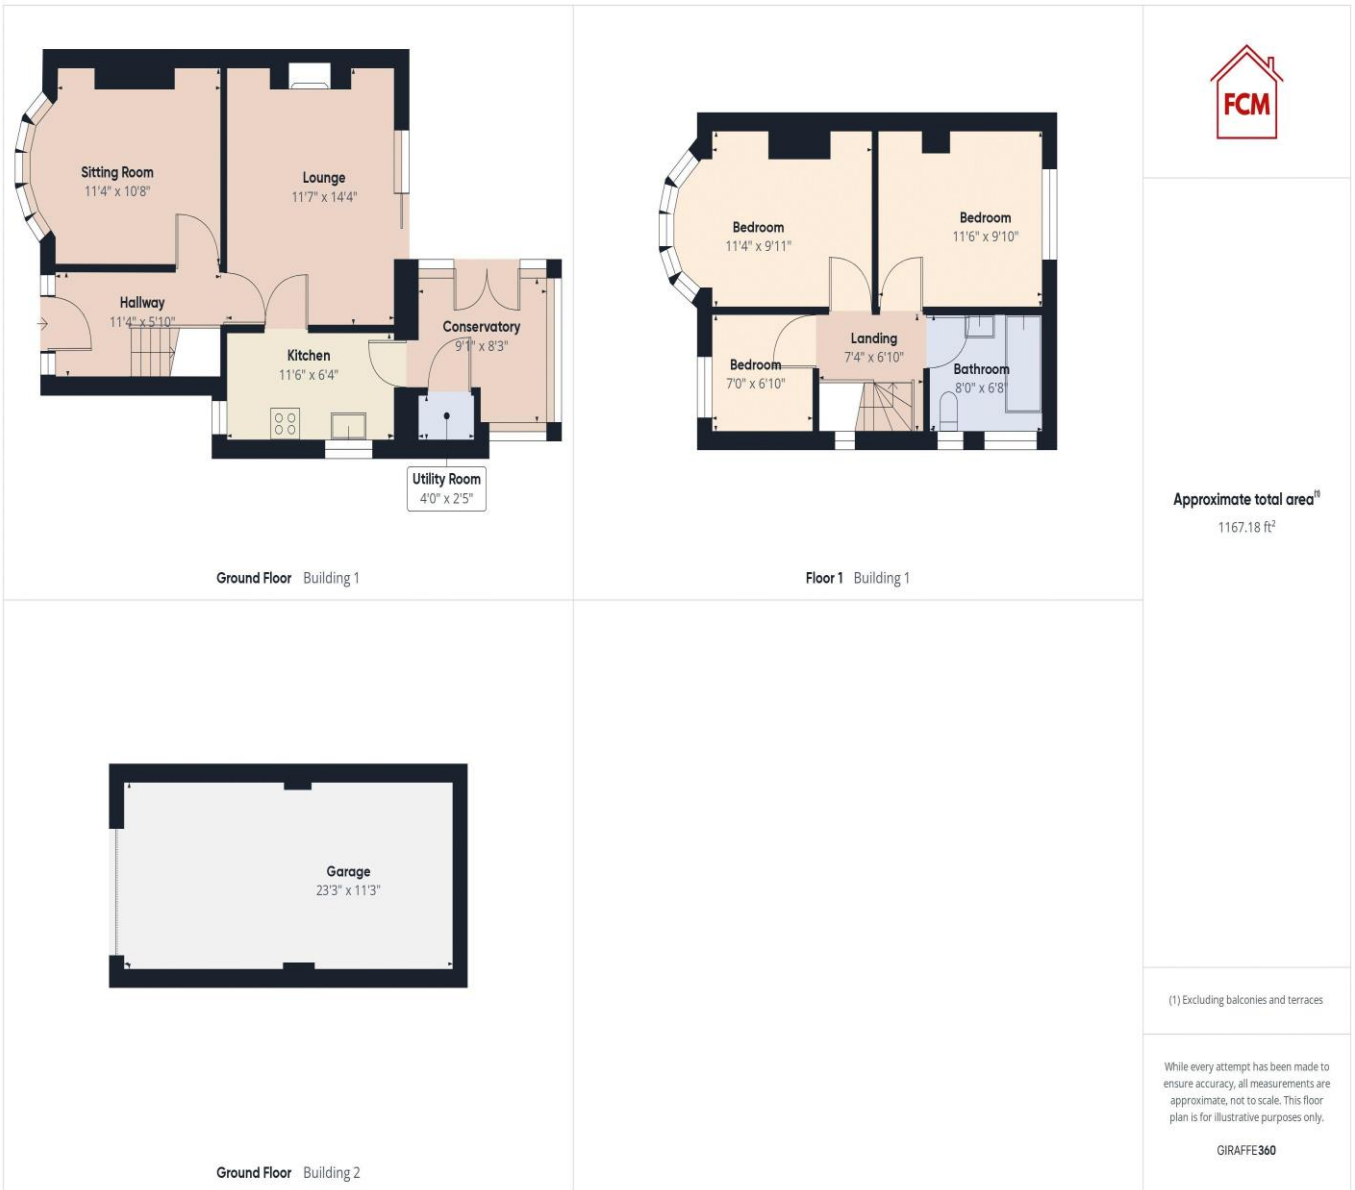 Sitting Room
11'4" x 10'8"
Lounge
11'7" x 14'4"
Hallway
11'4" x 5'10"
Conservatory
9'1" x 8'3"
Kitchen
11'6" x 6'4"
Utility Room
4'0" x 2'5"
Ground Floor Building 1
Bedroom
11'4" x 9'11"
Bedroom
11'6" x 9'10"
Landing
7'4" x 6'10"
Bedroom
7'0" x 6'10"
Bathroom
8'0" x 6'8"
Floor 1 Building 1
FCM
Approximate total area(1)
1167.18 ft²
Garage
23'3" x 11'3"
Ground Floor Building 2
(1) Excluding balconies and terraces
While every attempt has been made to
ensure accuracy, all measurements are
approximate, not to scale. This floor
plan is for illustrative purposes only.
GIRAFFE360